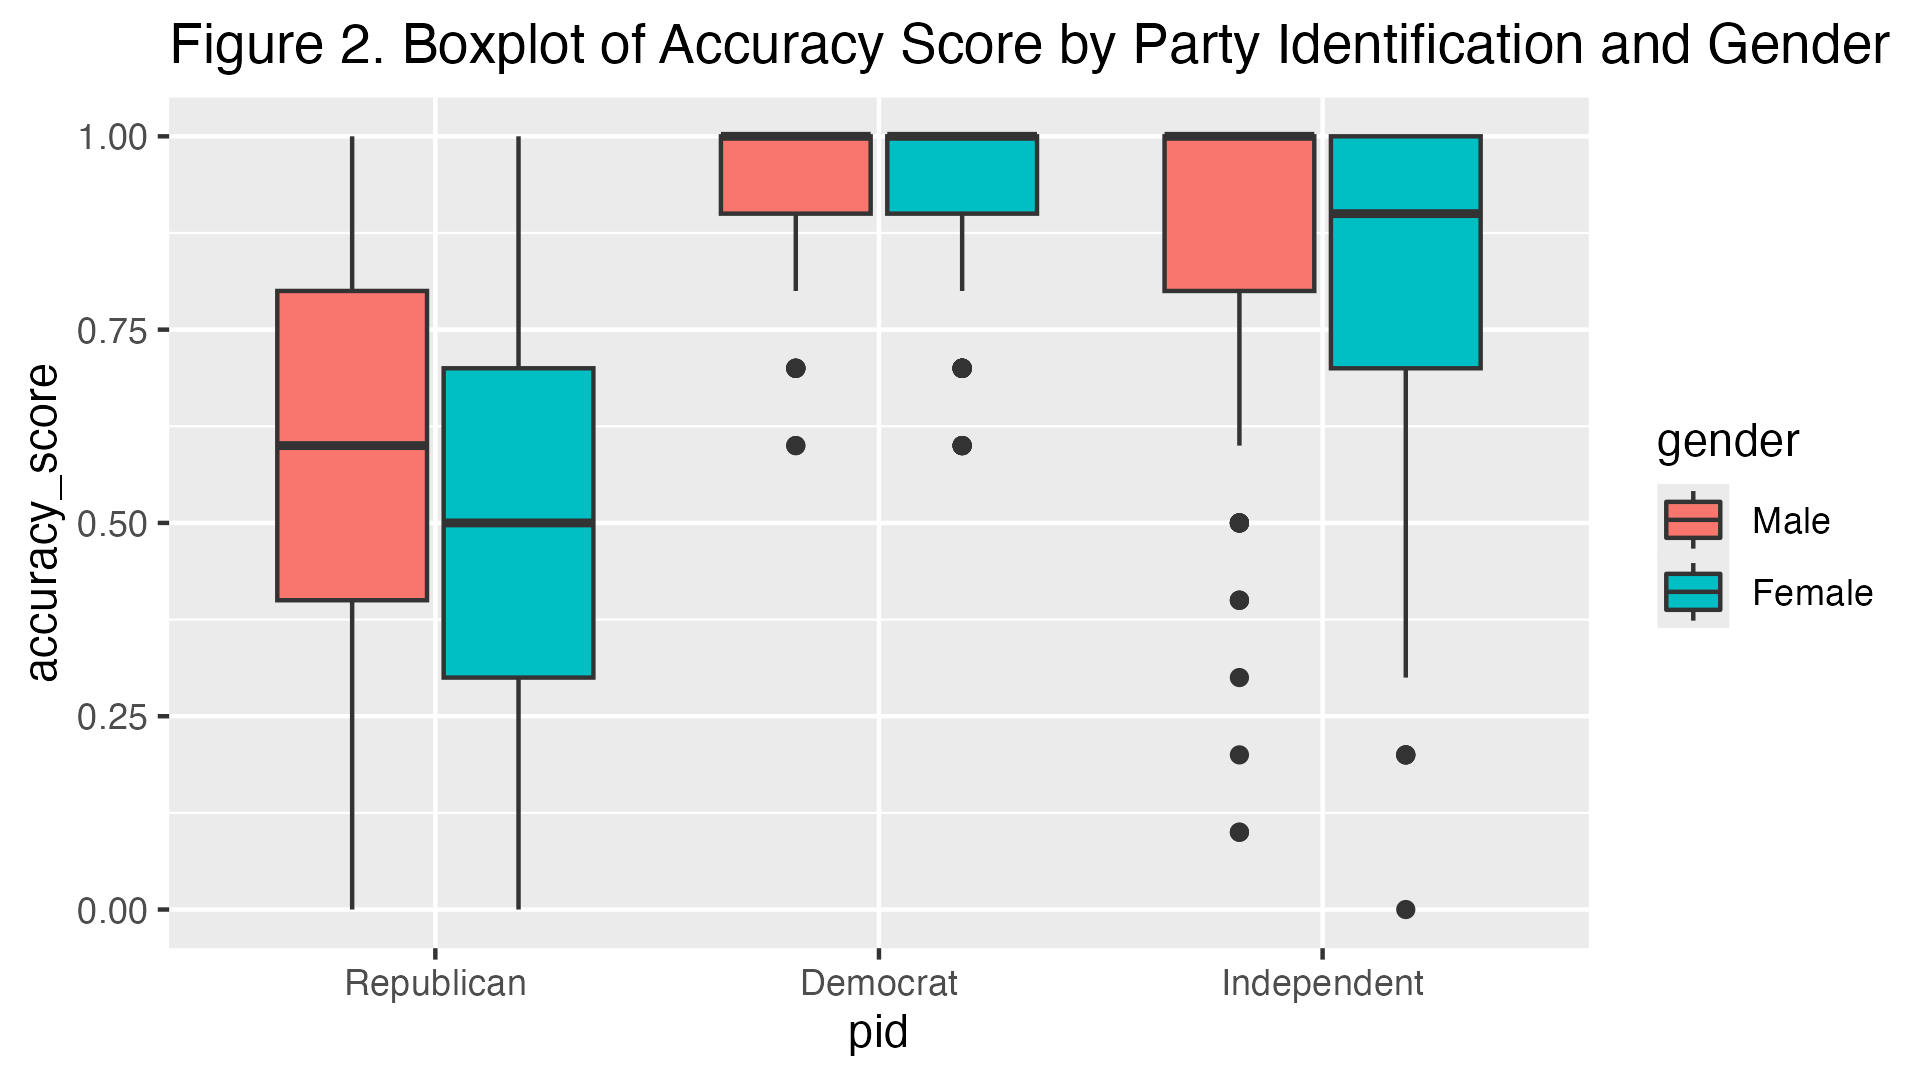 Figure 2. Boxplot of Accuracy Score by Party Identification and Gender
accuracy_score
1.00
0.75
0.50
0.25
0.00
Republican
Democrat
Independent
pid
gender
Male
Female